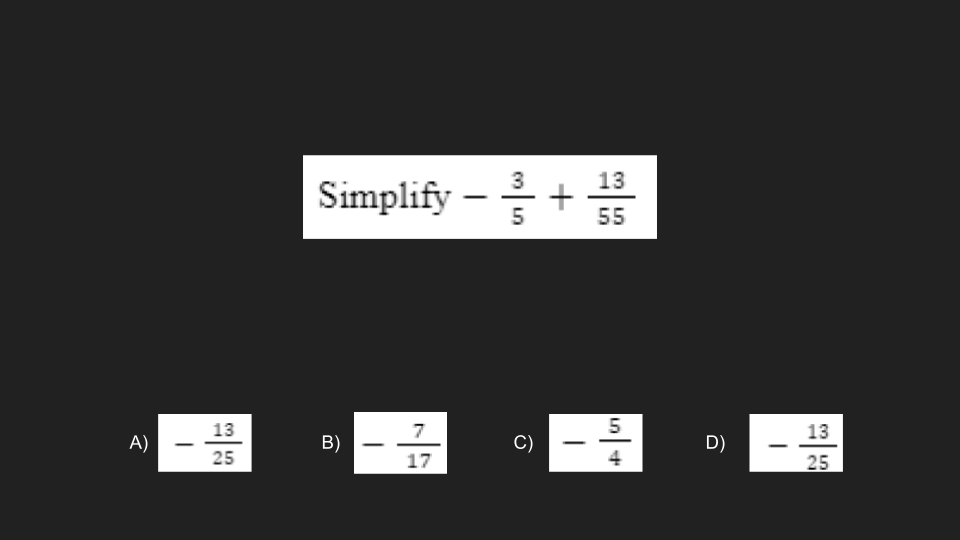 Simplify − 3/5 + 13/55
A) − 13/25 B) − 7/17 C) − 5/4 D) − 13/25